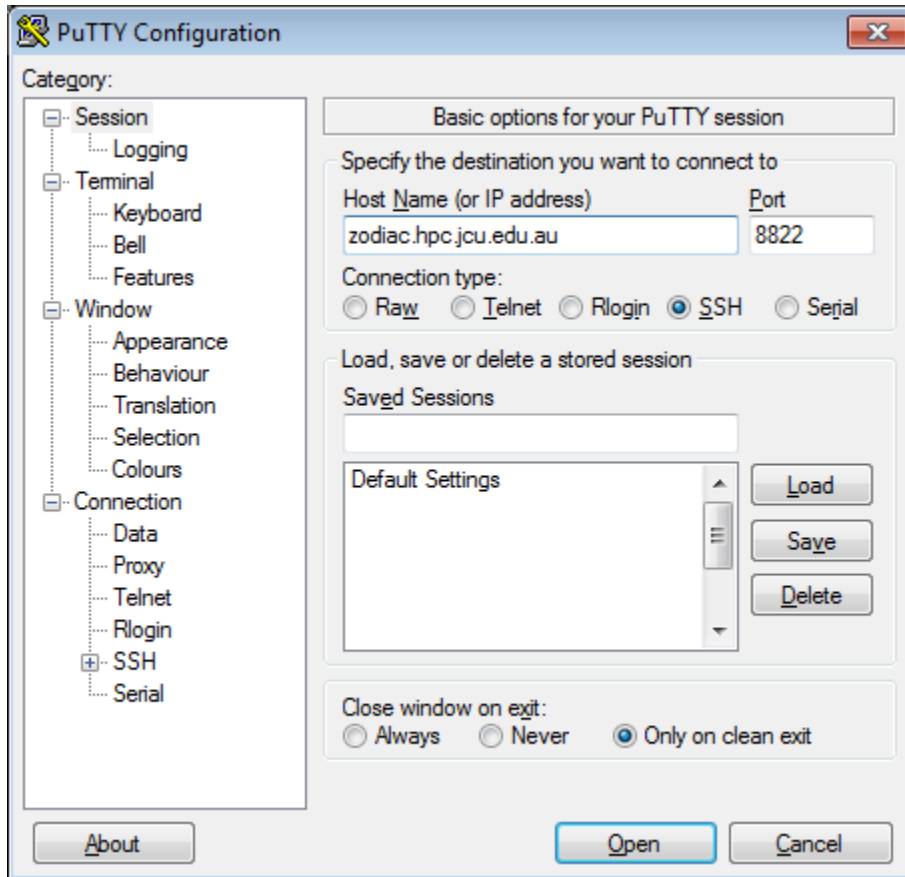 PuTTY Configuration
Category:
Session
Logging
Terminal
Keyboard
Bell
Features
Window
Appearance
Behaviour
Translation
Selection
Colours
Connection
Data
Proxy
Telnet
Rlogin
SSH
Serial
Basic options for your PuTTY session
Specify the destination you want to connect to
Host Name (or IP address) Port
zodiac.hpc.jcu.edu.au 8822
Connection type:
Raw Telnet Rlogin SSH Serial
Load, save or delete a stored session
Saved Sessions
Default Settings
Load
Save
Delete
Close window on exit:
Always Never Only on clean exit
About Open Cancel